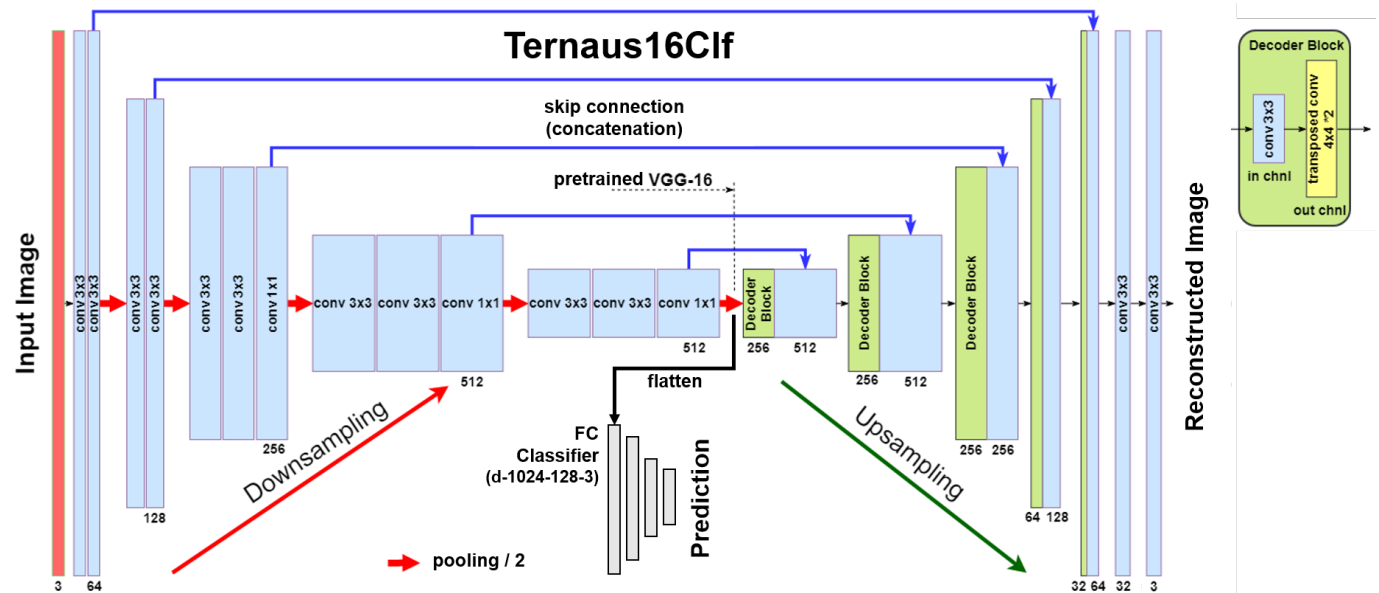 Ternaus16Clf
skip connection
(concatenation)
pretrained VGG-16
Input Image
conv 3x3
conv 3x3
conv 3x3
conv 3x3
conv 3x3
conv 3x3
conv 1x1
conv 3x3
conv 3x3
conv 1x1
conv 3x3
conv 3x3
conv 1x1
Decoder
Block
Decoder Block
Decoder Block
conv 3x3
conv 3x3
Reconstructed Image
3
64
128
256
512
512
256
512
256
512
256
256
64
128
32
64
32
3
Downsampling
Upsampling
flatten
FC
Classifier
(d-1024-128-3)
Prediction
pooling / 2
Decoder Block
conv 3x3
in chnl
transposed conv
4x4 *2
out chnl